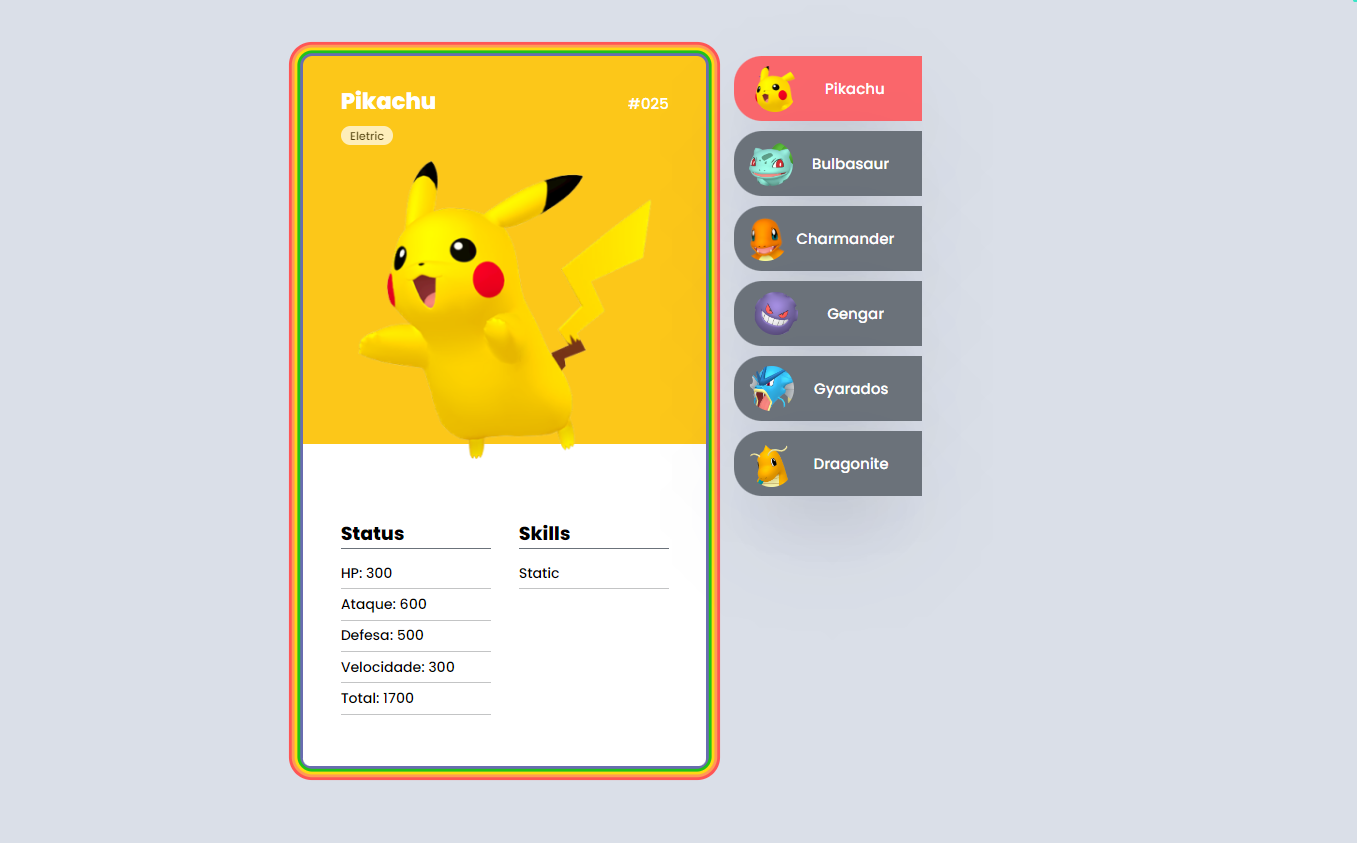 Pikachu
#025
Eletric
Status
HP: 300
Ataque: 600
Defesa: 500
Velocidade: 300
Total: 1700
Skills
Static
Pikachu
Bulbasaur
Charmander
Gengar
Gyarados
Dragonite